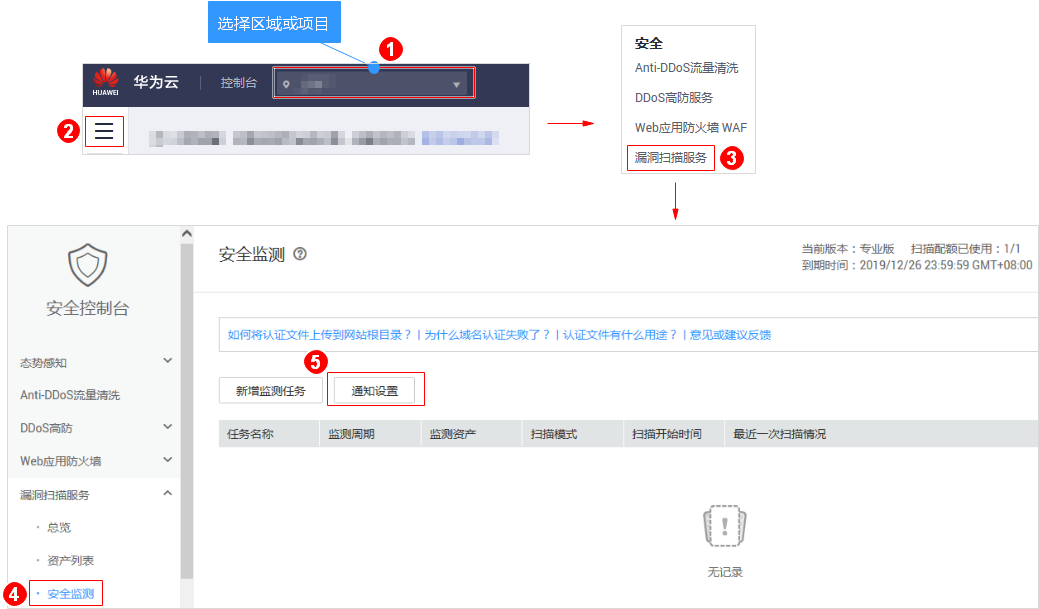 选择区域或项目
1
HUAWEI
华为云
控制台
2
安全
Anti-DDoS流量清洗
DDoS高防服务
Web应用防火墙 WAF
漏洞扫描服务
3
安全控制台
态势感知
Anti-DDoS流量清洗
DDoS高防
Web应用防火墙
漏洞扫描服务
· 总览
· 资产列表
4
· 安全监测
安全监测 ?
当前版本：专业版 扫描配额已使用：1/1
到期时间：2019/12/26 23:59:59 GMT+08:00
如何将认证文件上传到网站根目录？ | 为什么域名认证失败了？ | 认证文件有什么用途？ | 意见或建议反馈
5
新增监测任务 通知设置
任务名称 监测周期 监测资产 扫描模式 扫描开始时间 最近一次扫描情况
无记录